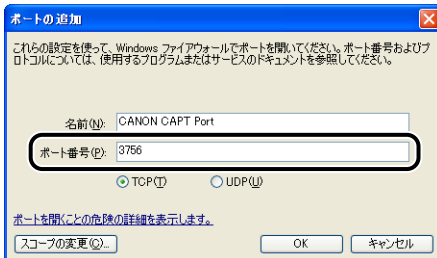 ポートの追加
これらの設定を使って、Windows ファイアウォールでポートを開いてください。ポート番号およびプ
ロトコルについては、使用するプログラムまたはサービスのドキュメントを参照してください。
名前(N): CANON CAPT Port
ポート番号(P): 3756
TCP(T) UDP(U)
ポートを開くことの危険の詳細を表示します。
スコープの変更(C)... OK キャンセル